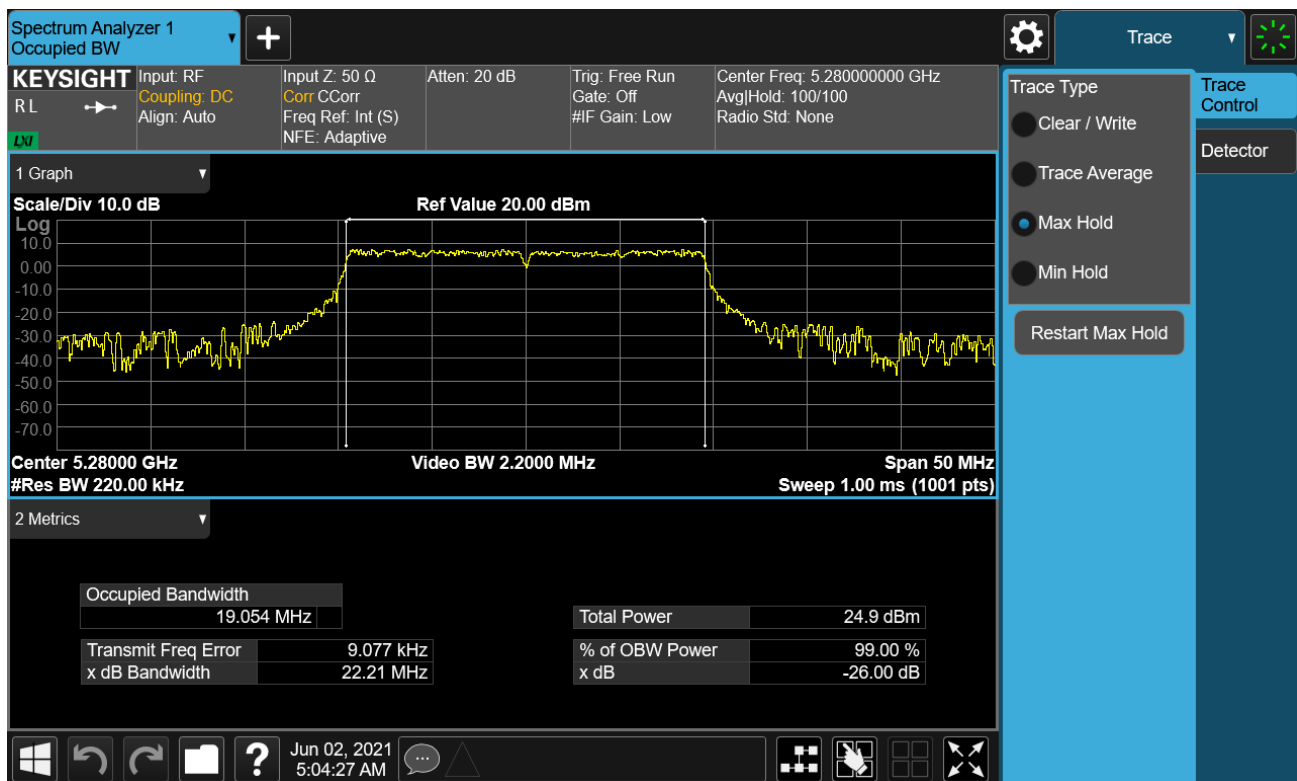 Spectrum Analyzer 1
Occupied BW
Trace
KEYSIGHT
R L
LXI
Input: RF
Coupling: DC
Align: Auto
Input Z: 50 Ω
Corr CCorr
Freq Ref: Int (S)
NFE: Adaptive
Atten: 20 dB
Trig: Free Run
Gate: Off
#IF Gain: Low
Center Freq: 5.280000000 GHz
Avg|Hold: 100/100
Radio Std: None
Trace Type
Clear / Write
Trace Average
Max Hold
Min Hold
Restart Max Hold
Trace
Control
Detector
1 Graph
Scale/Div 10.0 dB
Ref Value 20.00 dBm
Log
10.0
0.00
-10.0
-20.0
-30.0
-40.0
-50.0
-60.0
-70.0
Center 5.28000 GHz
Video BW 2.2000 MHz
Span 50 MHz
#Res BW 220.00 kHz
Sweep 1.00 ms (1001 pts)
2 Metrics
Occupied Bandwidth
19.054 MHz
Total Power 24.9 dBm
Transmit Freq Error 9.077 kHz
% of OBW Power 99.00 %
x dB Bandwidth 22.21 MHz
x dB -26.00 dB
?
Jun 02, 2021
5:04:27 AM